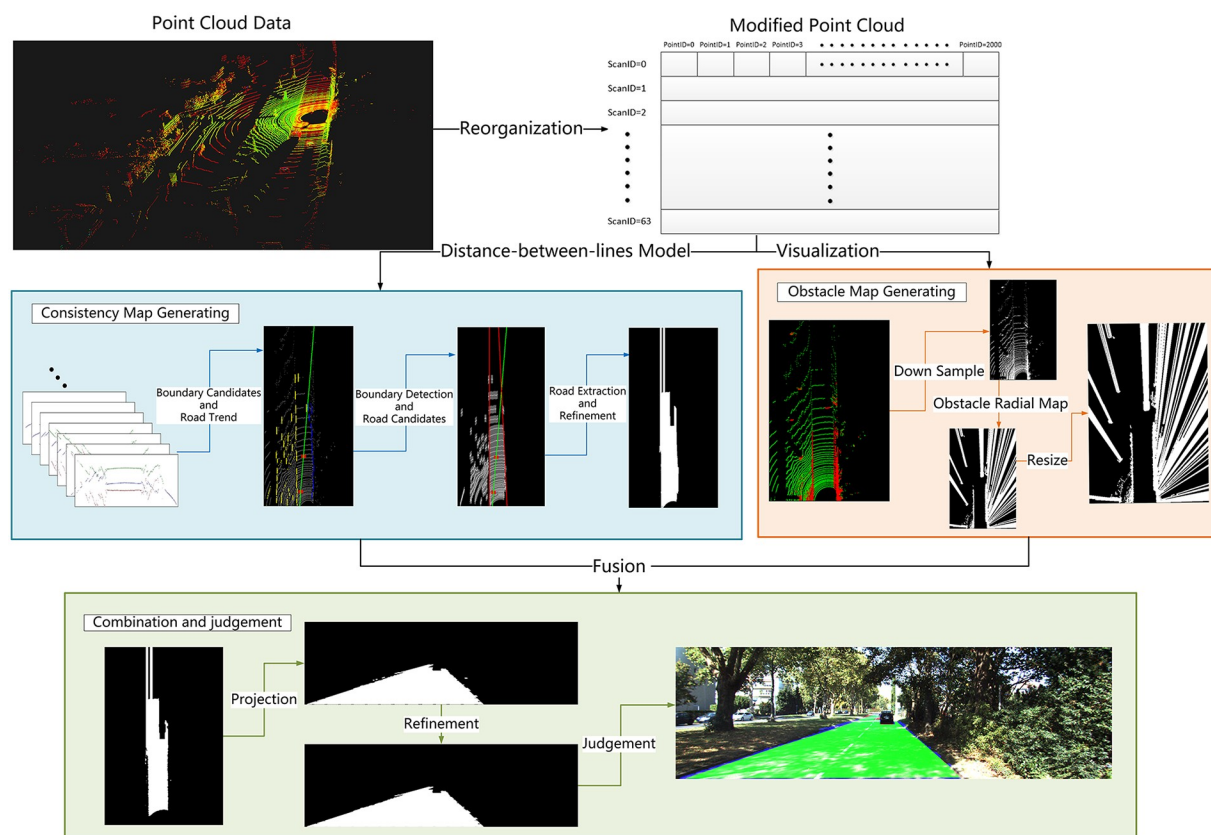 Point Cloud Data
Modified Point Cloud
PointID=0 PointID=1 PointID=2 PointID=3 PointID=2000
ScanID=0
ScanID=1
ScanID=2
ScanID=63
Reorganization
Distance-between-lines Model
Visualization
Consistency Map Generating
Boundary Candidates
and
Road Trend
Boundary Detection
and
Road Candidates
Road Extraction
and
Refinement
Obstacle Map Generating
Down Sample
Obstacle Radial Map
Resize
Fusion
Combination and judgement
Projection
Refinement
Judgement